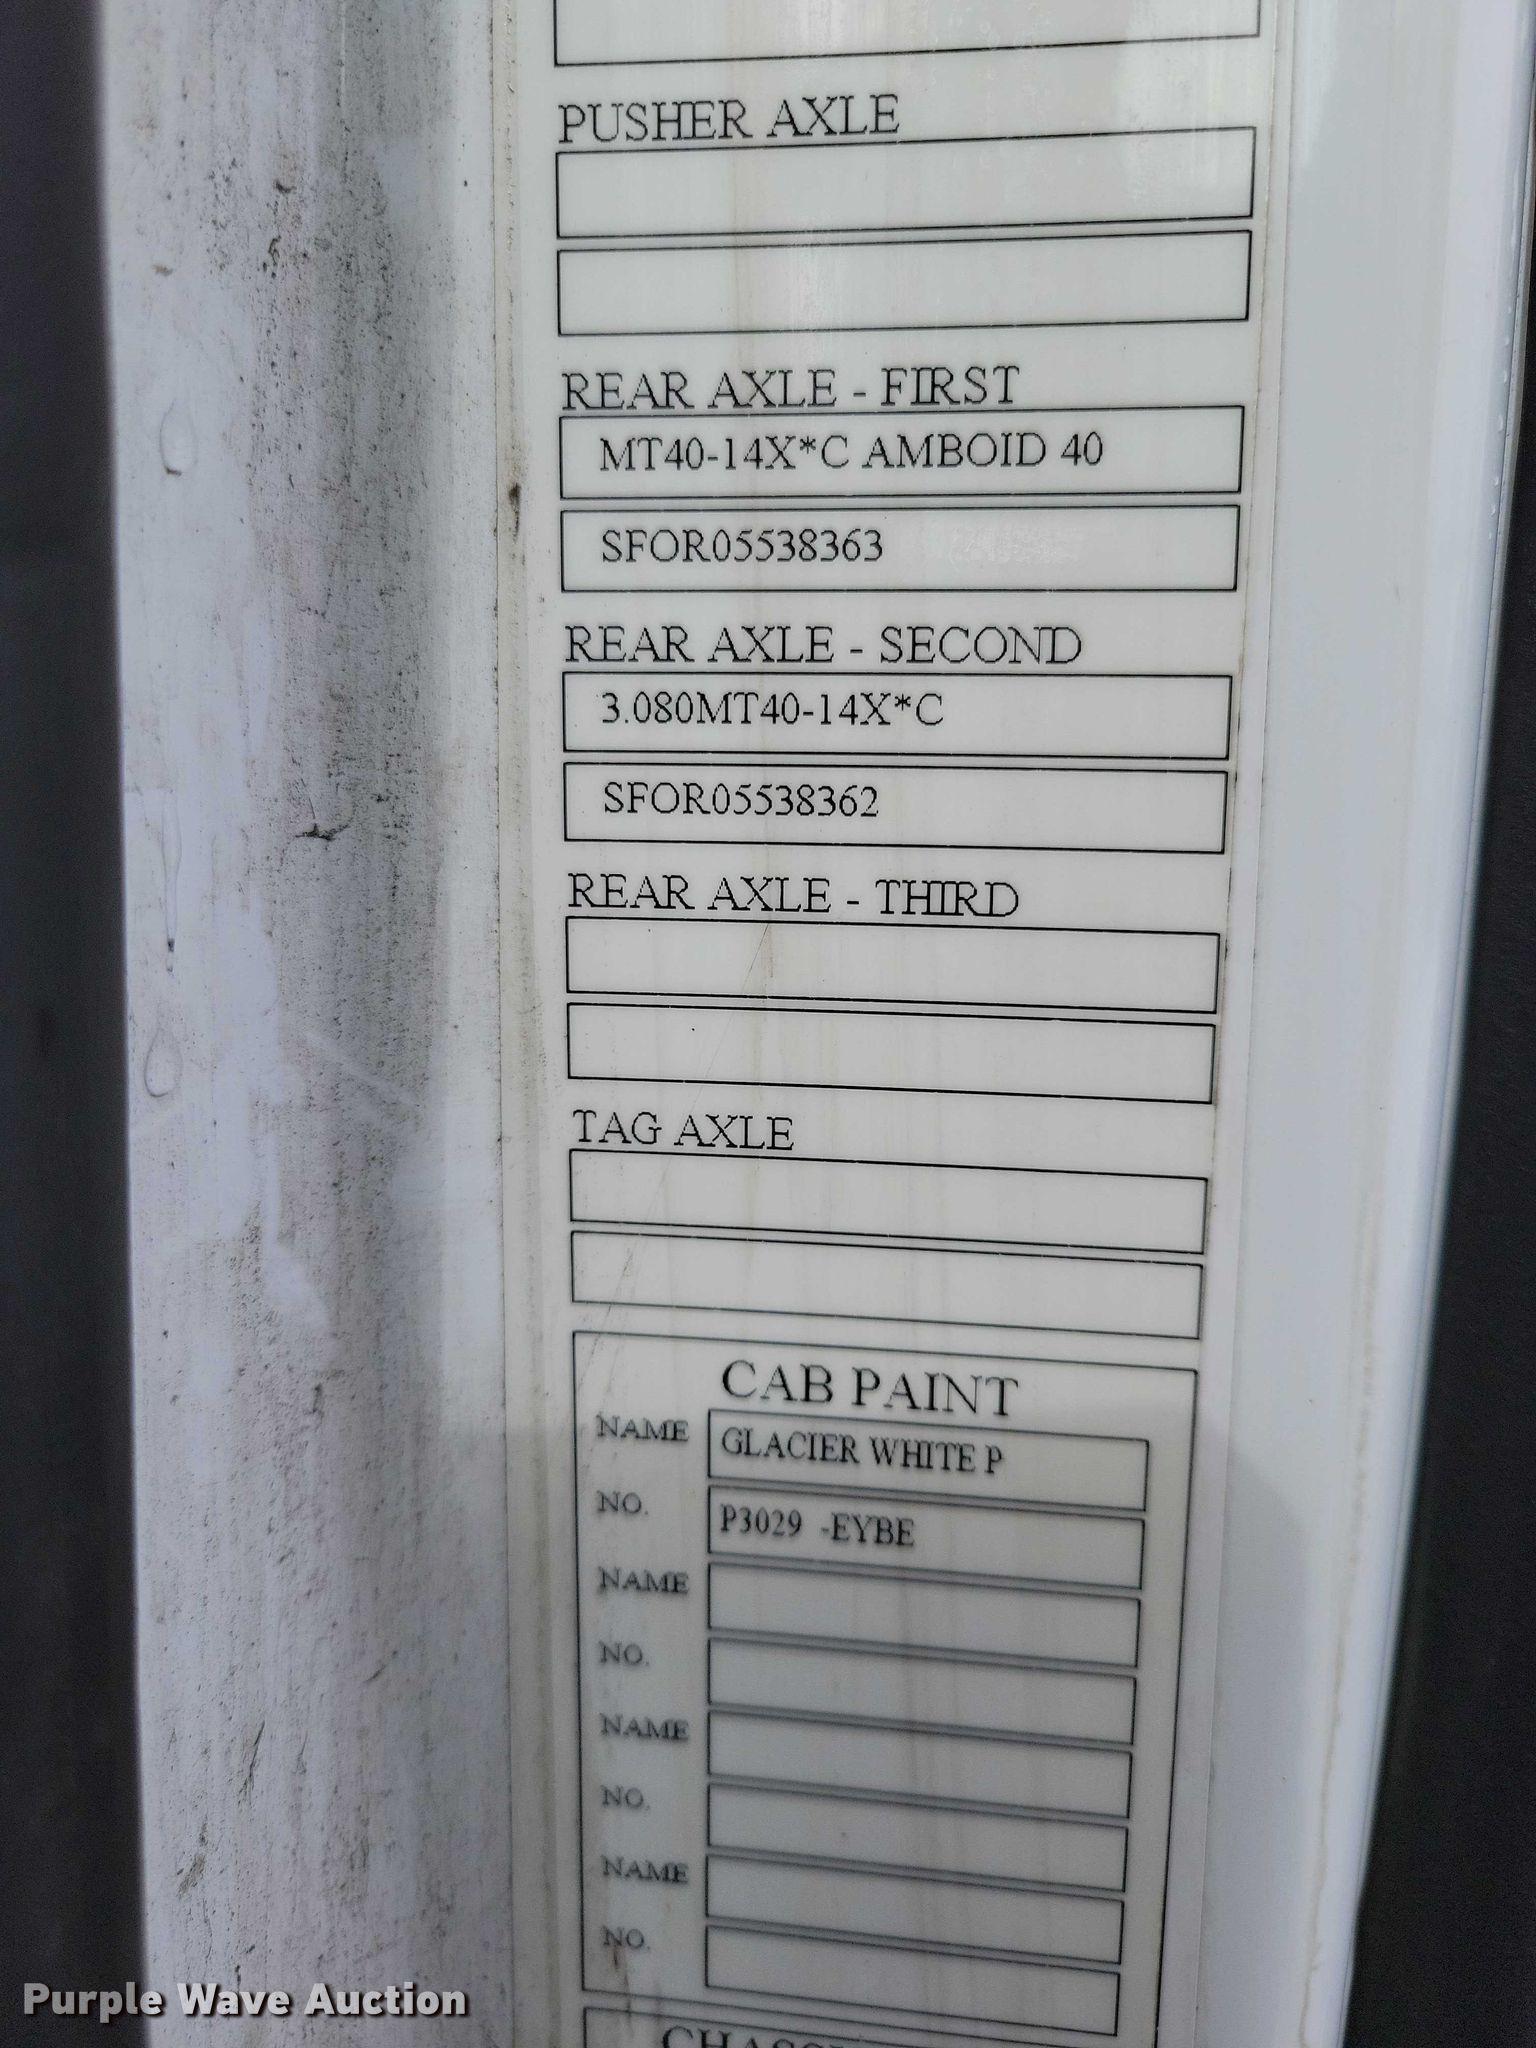 PUSHER AXLE
REAR AXLE - FIRST
MT40-14X*C AMBOID 40
SFOR05538363
REAR AXLE - SECOND
3.080MT40-14X*C
SFOR05538362
REAR AXLE - THIRD
TAG AXLE
CAB PAINT
NAME GLACIER WHITE P
NO. P3029 -EYBE
NAME
NO.
NAME
NO.
NAME
NO.
Purple Wave Auction